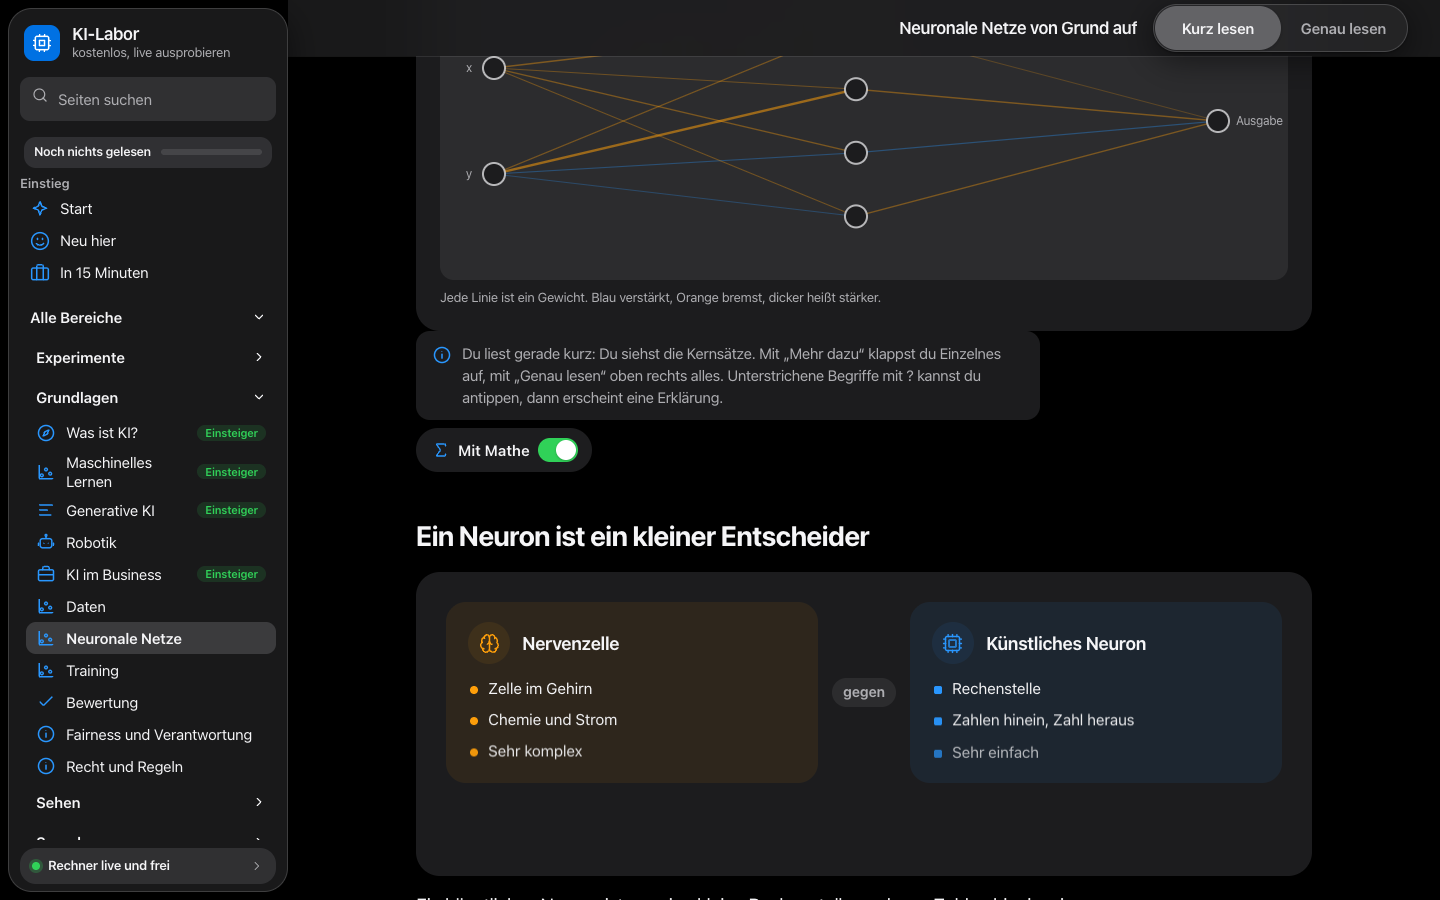 KI-Labor
kostenlos, live ausprobieren
Seiten suchen
Noch nichts gelesen
Einstieg
Start
Neu hier
In 15 Minuten
Alle Bereiche
Experimente
Grundlagen
Was ist KI? Einsteiger
Maschinelles
Lernen Einsteiger
Generative KI Einsteiger
Robotik
KI im Business Einsteiger
Daten
Neuronale Netze
Training
Bewertung
Fairness und Verantwortung
Recht und Regeln
Sehen
Rechner live und frei
Neuronale Netze von Grund auf
Kurz lesen Genau lesen
x
y
Ausgabe
Jede Linie ist ein Gewicht. Blau verstärkt, Orange bremst, dicker heißt stärker.
Du liest gerade kurz: Du siehst die Kernsätze. Mit „Mehr dazu“ klappst du Einzelnes
auf, mit „Genau lesen“ oben rechts alles. Unterstrichene Begriffe mit ? kannst du
antippen, dann erscheint eine Erklärung.
Mit Mathe
Ein Neuron ist ein kleiner Entscheider
Nervenzelle
Zelle im Gehirn
Chemie und Strom
Sehr komplex
gegen
Künstliches Neuron
Rechenstelle
Zahlen hinein, Zahl heraus
Sehr einfach